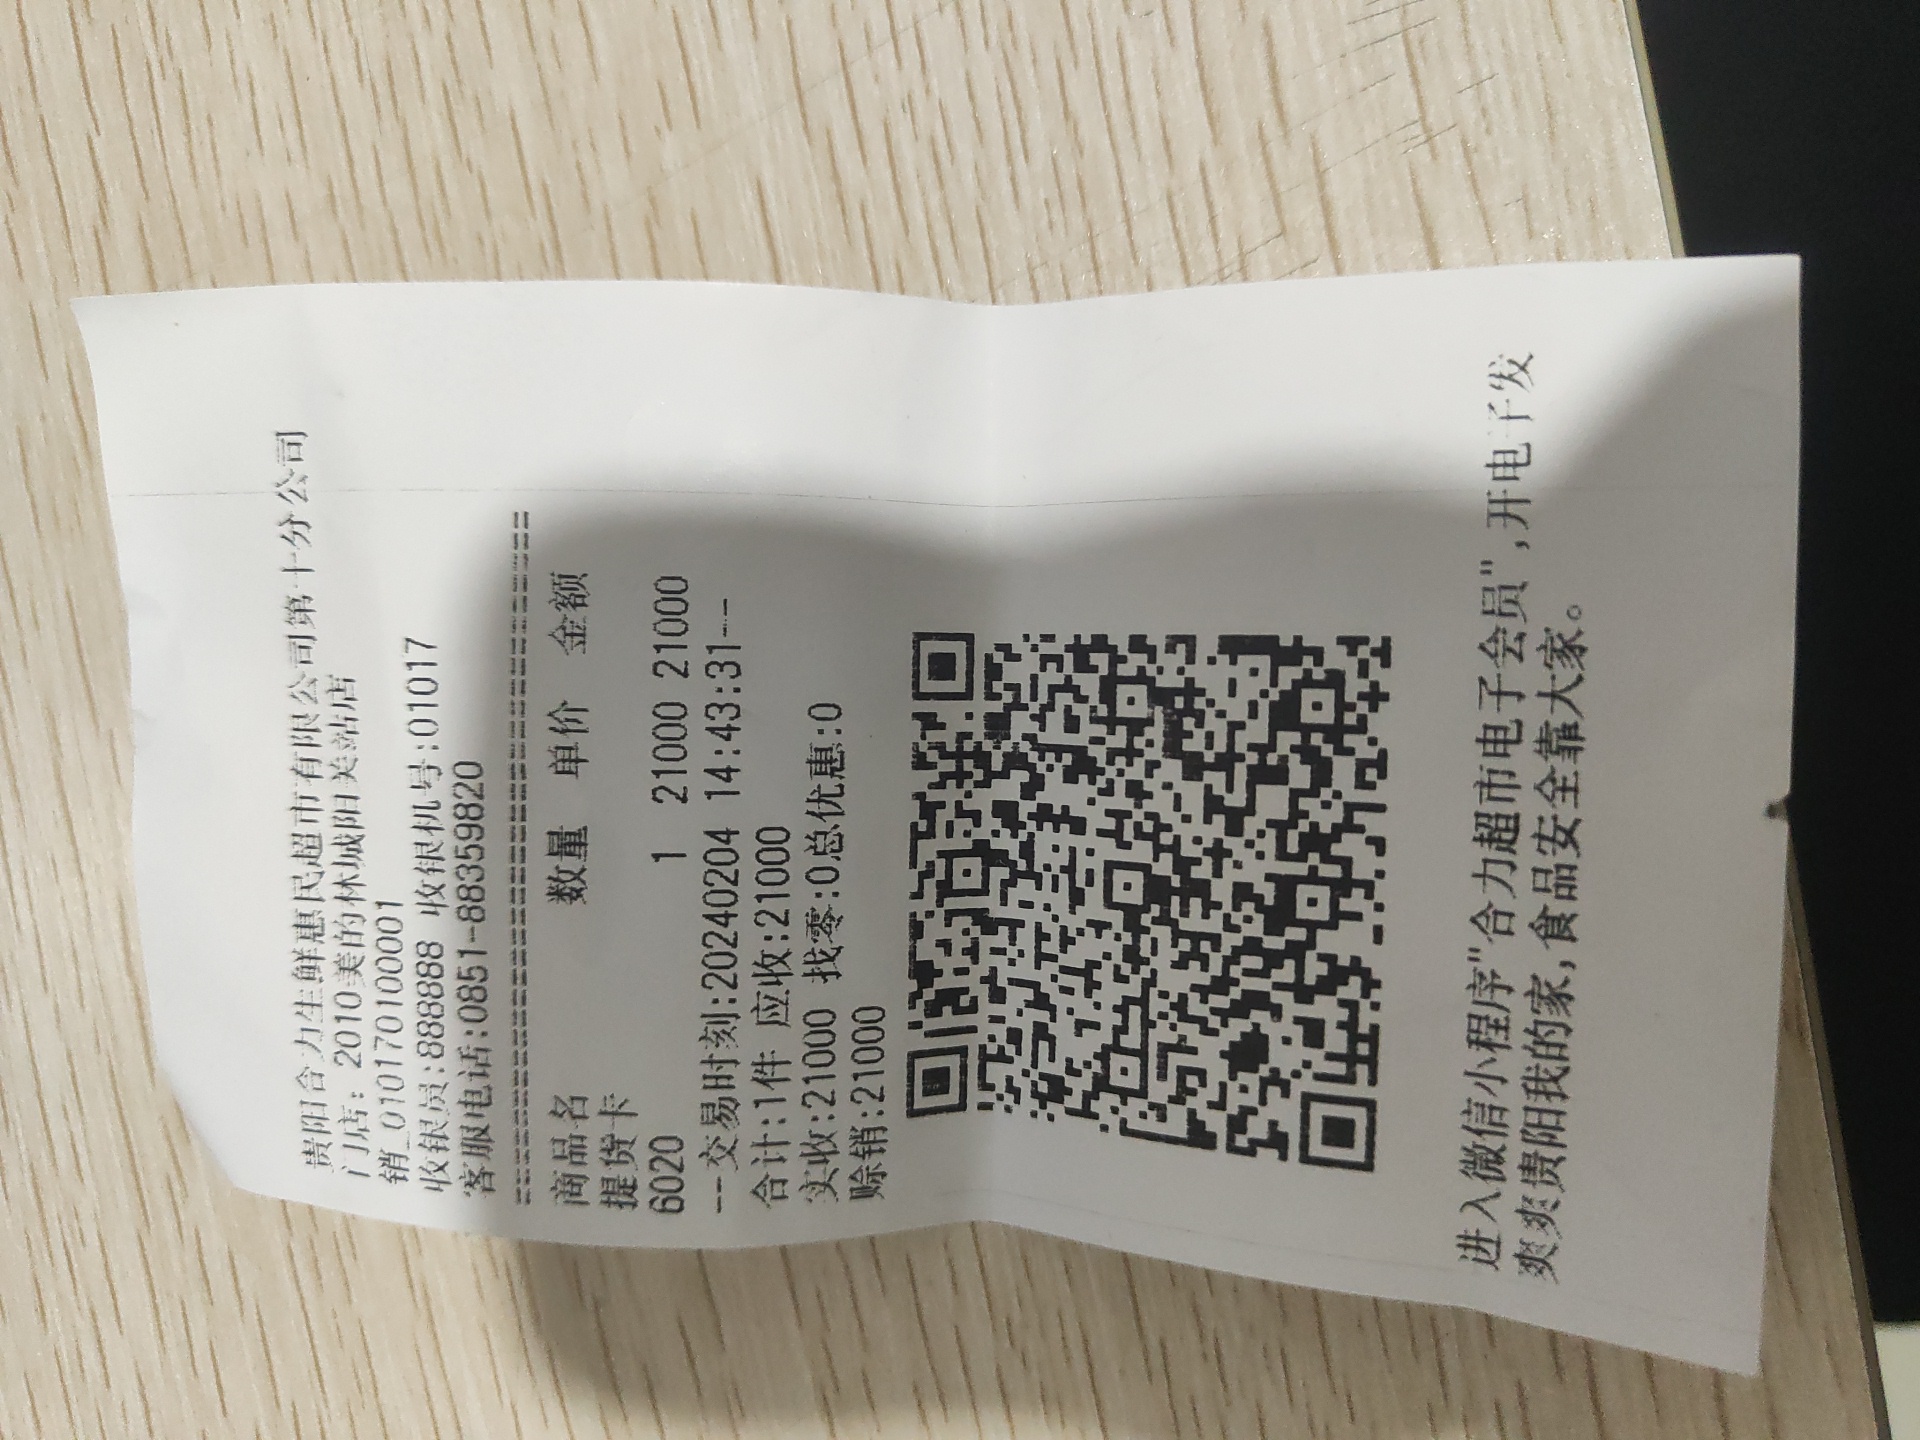 贵阳合力生鲜惠民超市有限公司第十分公司
门店: 2010美的林城阳关站店
销_010170100001
收银员:888888 收银机号:01017
客服电话:0851-88359820
商品名 数量 单价 金额
提货卡
6020 1 21000 21000
--交易时刻:20240204 14:43:31--
合计:1件 应收:21000
实收:21000 找零:0总优惠:0
赊销:21000
进入微信小程序"合力超市电子会员",开电子发
爽爽贵阳我的家,食品安全靠大家。